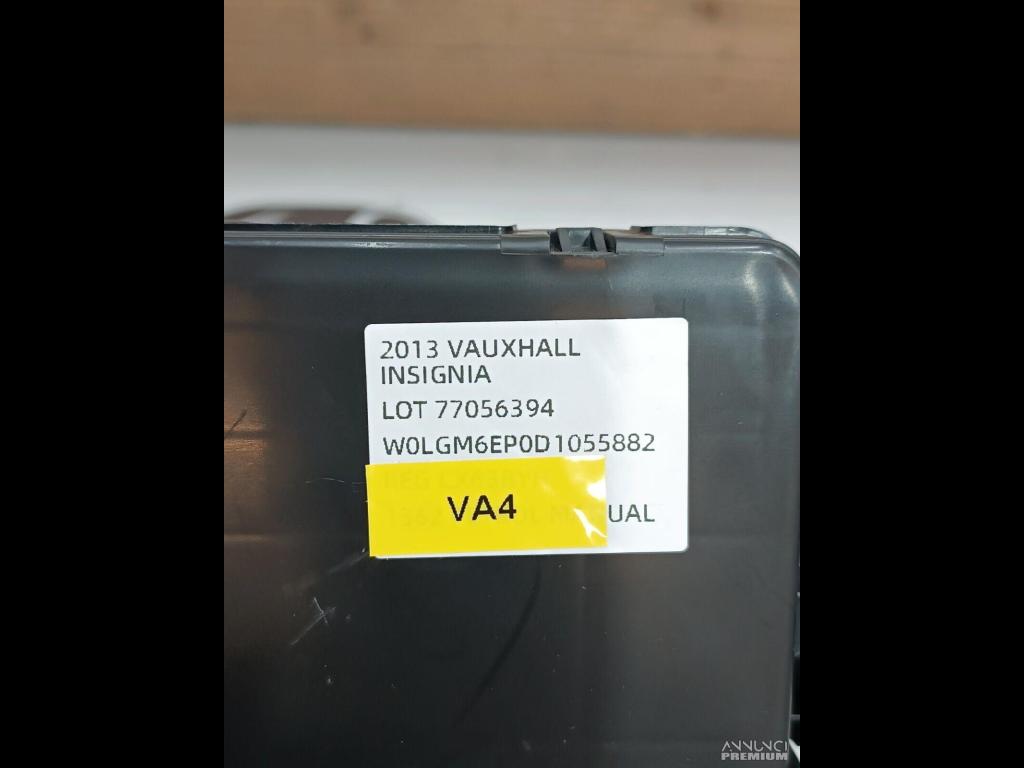 2013 VAUXHALL
INSIGNIA
LOT 77056394
W0LGM6EP0D1055882
VA4
UAL
ANNUNCI
PREMIUM